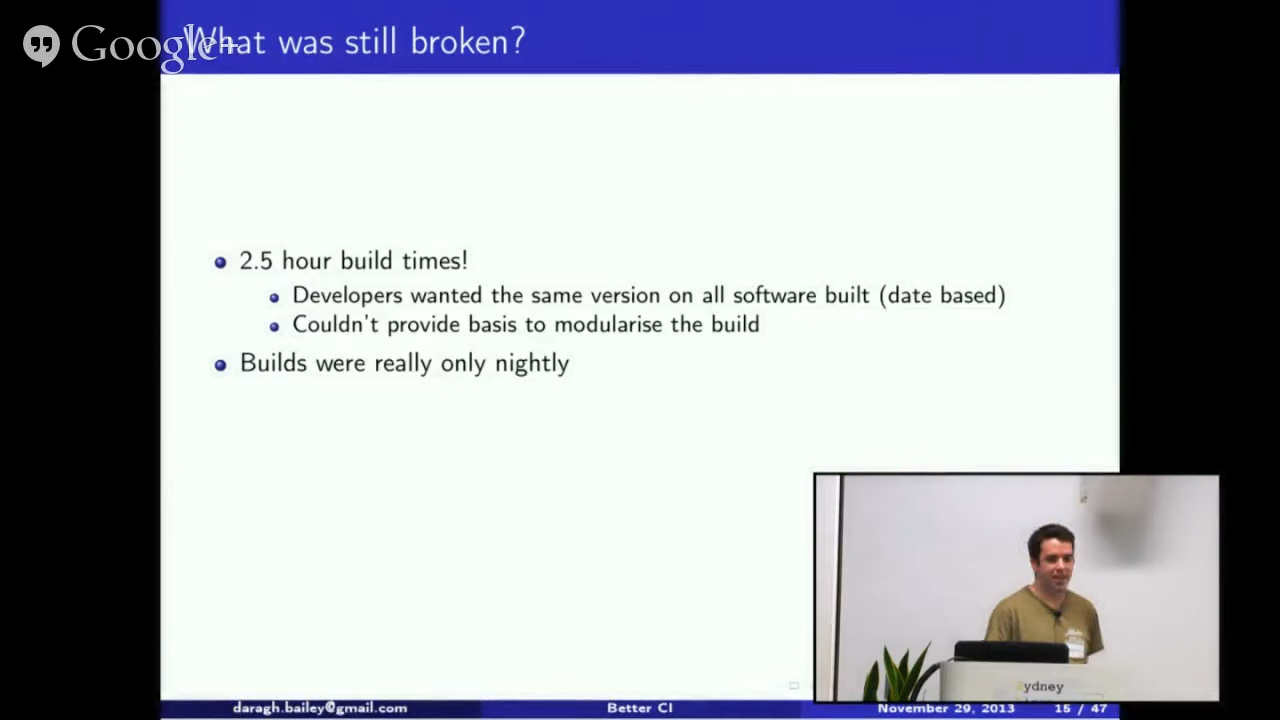 Google+
What was still broken?
2.5 hour build times!
Developers wanted the same version on all software built (date based)
Couldn't provide basis to modularise the build
Builds were really only nightly
Sydney
daragh.bailey@gmail.com
Better CI
November 29, 2013
15 / 47